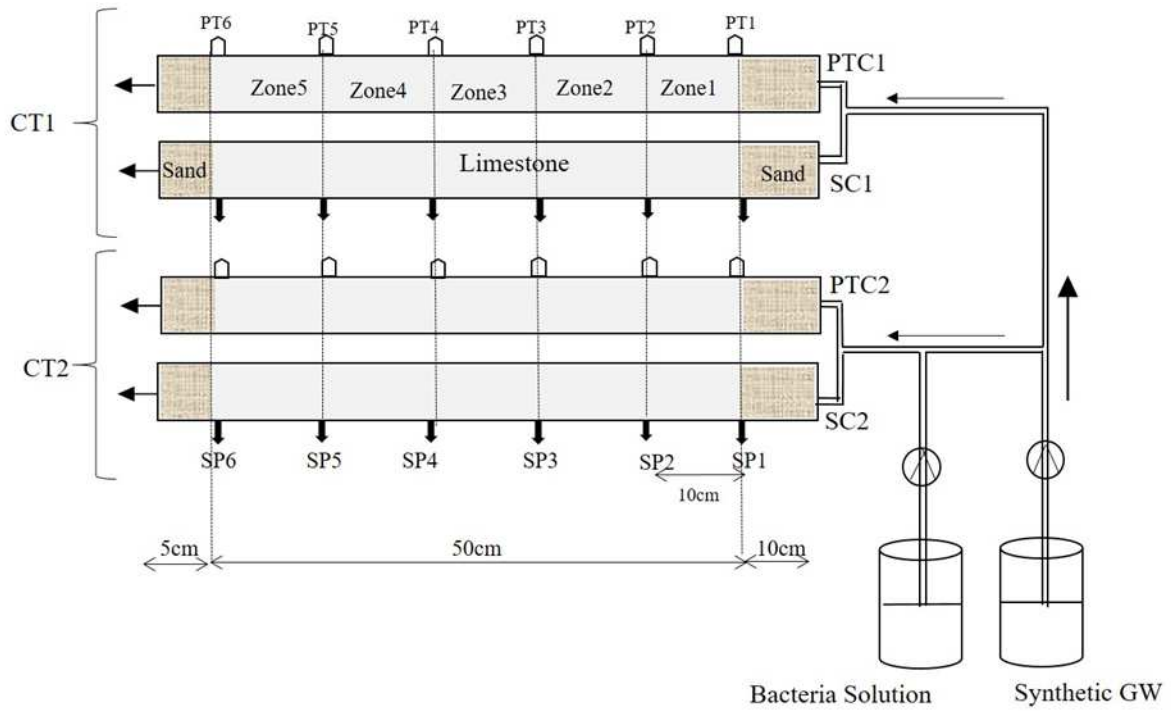 PT6 PT5 PT4 PT3 PT2 PT1
PTC1
Zone5 Zone4 Zone3 Zone2 Zone1
CT1
Sand Limestone Sand
SC1
PTC2
CT2
SC2
SP6 SP5 SP4 SP3 SP2 SP1
10cm
5cm 50cm 10cm
Bacteria Solution Synthetic GW